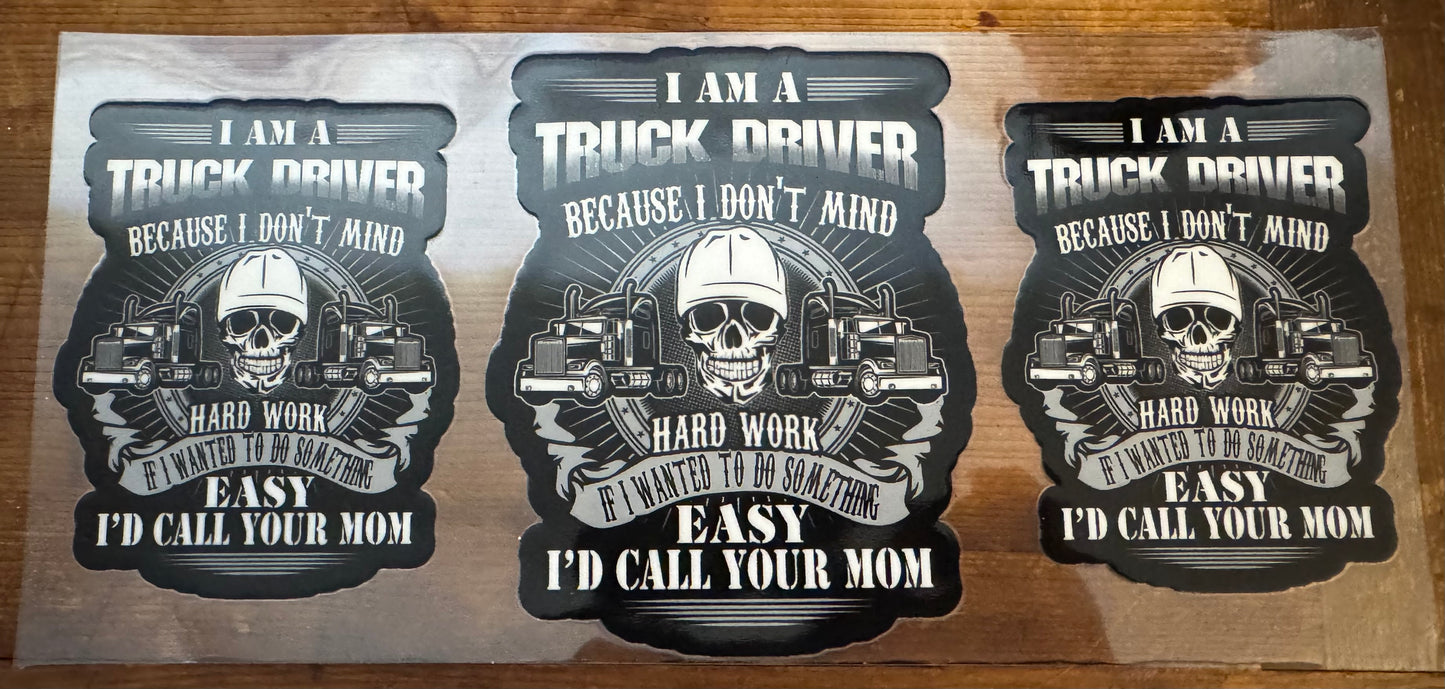 I AM A
TRUCK DRIVER
BECAUSE I DON'T MIND
HARD WORK
IF I WANTED TO DO SOMETHING
EASY
I'D CALL YOUR MOM
I AM A
TRUCK DRIVER
BECAUSE I DON'T MIND
HARD WORK
IF I WANTED TO DO SOMETHING
EASY
I'D CALL YOUR MOM
I AM A
TRUCK DRIVER
BECAUSE I DON'T MIND
HARD WORK
IF I WANTED TO DO SOMETHING
EASY
I'D CALL YOUR MOM